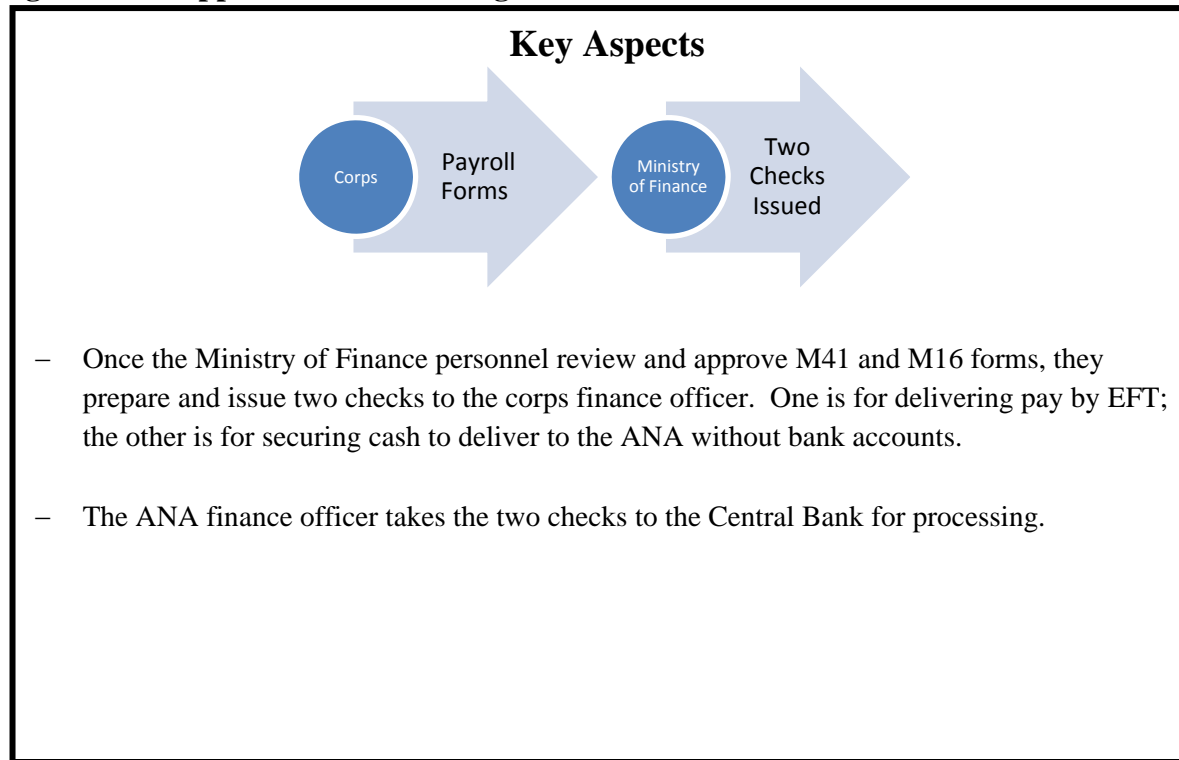 Key Aspects
Corps
Payroll
Forms
Ministry
of Finance
Two
Checks
Issued
– Once the Ministry of Finance personnel review and approve M41 and M16 forms, they
prepare and issue two checks to the corps finance officer.  One is for delivering pay by EFT;
the other is for securing cash to deliver to the ANA without bank accounts.
– The ANA finance officer takes the two checks to the Central Bank for processing.